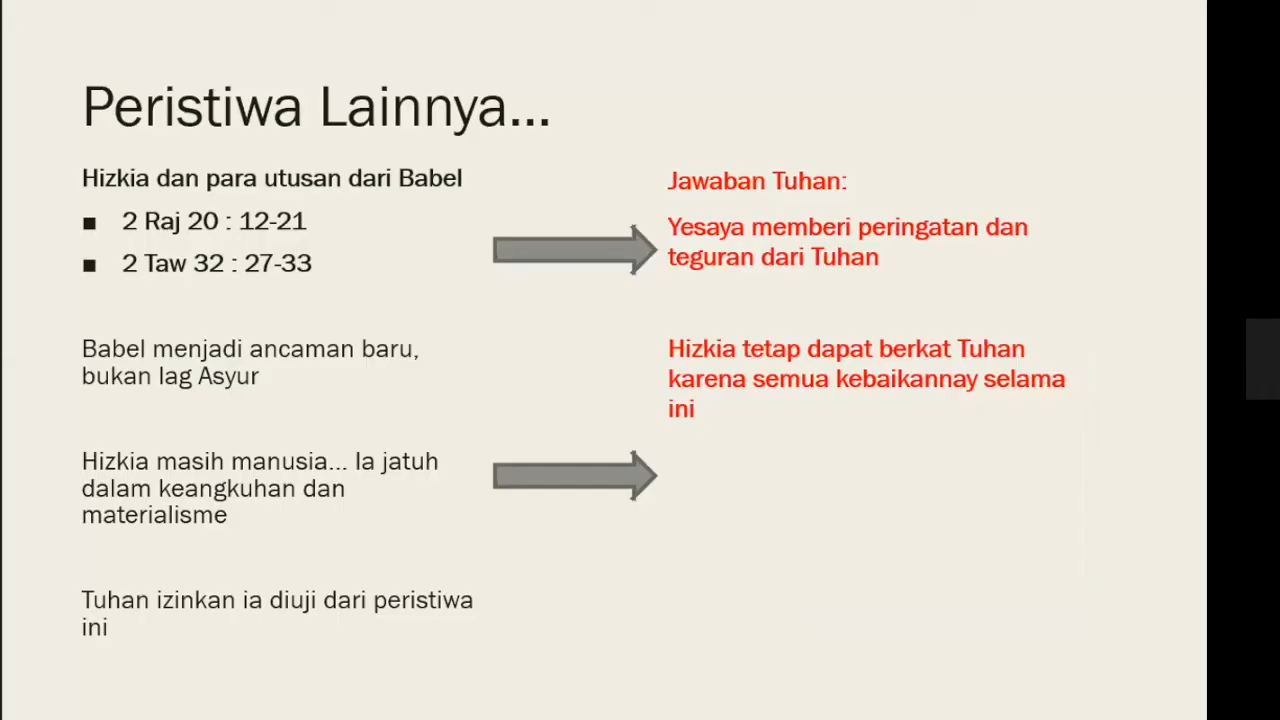 Peristiwa Lainnya...
Hizkia dan para utusan dari Babel
■ 2 Raj 20 : 12-21
■ 2 Taw 32 : 27-33
Babel menjadi ancaman baru,
bukan lag Asyur
Hizkia masih manusia... Ia jatuh
dalam keangkuhan dan
materialisme
Tuhan izinkan ia diuji dari peristiwa
ini
Jawaban Tuhan:
Yesaya memberi peringatan dan
teguran dari Tuhan
Hizkia tetap dapat berkat Tuhan
karena semua kebaikannay selama
ini